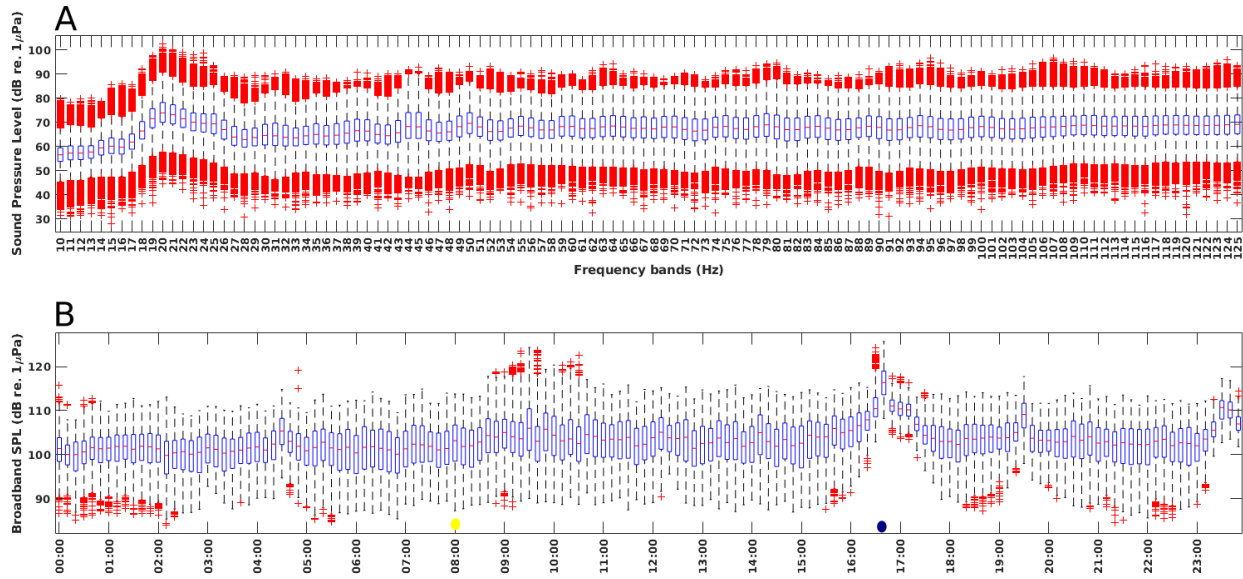 A
Sound Pressure Level (dB re. 1μPa)
100
90
80
70
60
50
40
30
10 11 12 13 14 15 16 17 18 19 20 21 22 23 24 25 26 27 28 29 30 31 32 33 34 35 36 37 38 39 40 41 42 43 44 45 46 47 48 49 50 51 52 53 54 55 56 57 58 59 60 61 62 63 64 65 66 67 68 69 70 71 72 73 74 75 76 77 78 79 80 81 82 83 84 85 86 87 88 89 90 91 92 93 94 95 96 97 98 99 100 101 102 103 104 105 106 107 108 109 110 111 112 113 114 115 116 117 118 119 120 121 122 123 124 125
Frequency bands (Hz)
B
Broadband SPL (dB re. 1μPa)
120
110
100
90
00:00 01:00 02:00 03:00 04:00 05:00 06:00 07:00 08:00 09:00 10:00 11:00 12:00 13:00 14:00 15:00 16:00 17:00 18:00 19:00 20:00 21:00 22:00 23:00